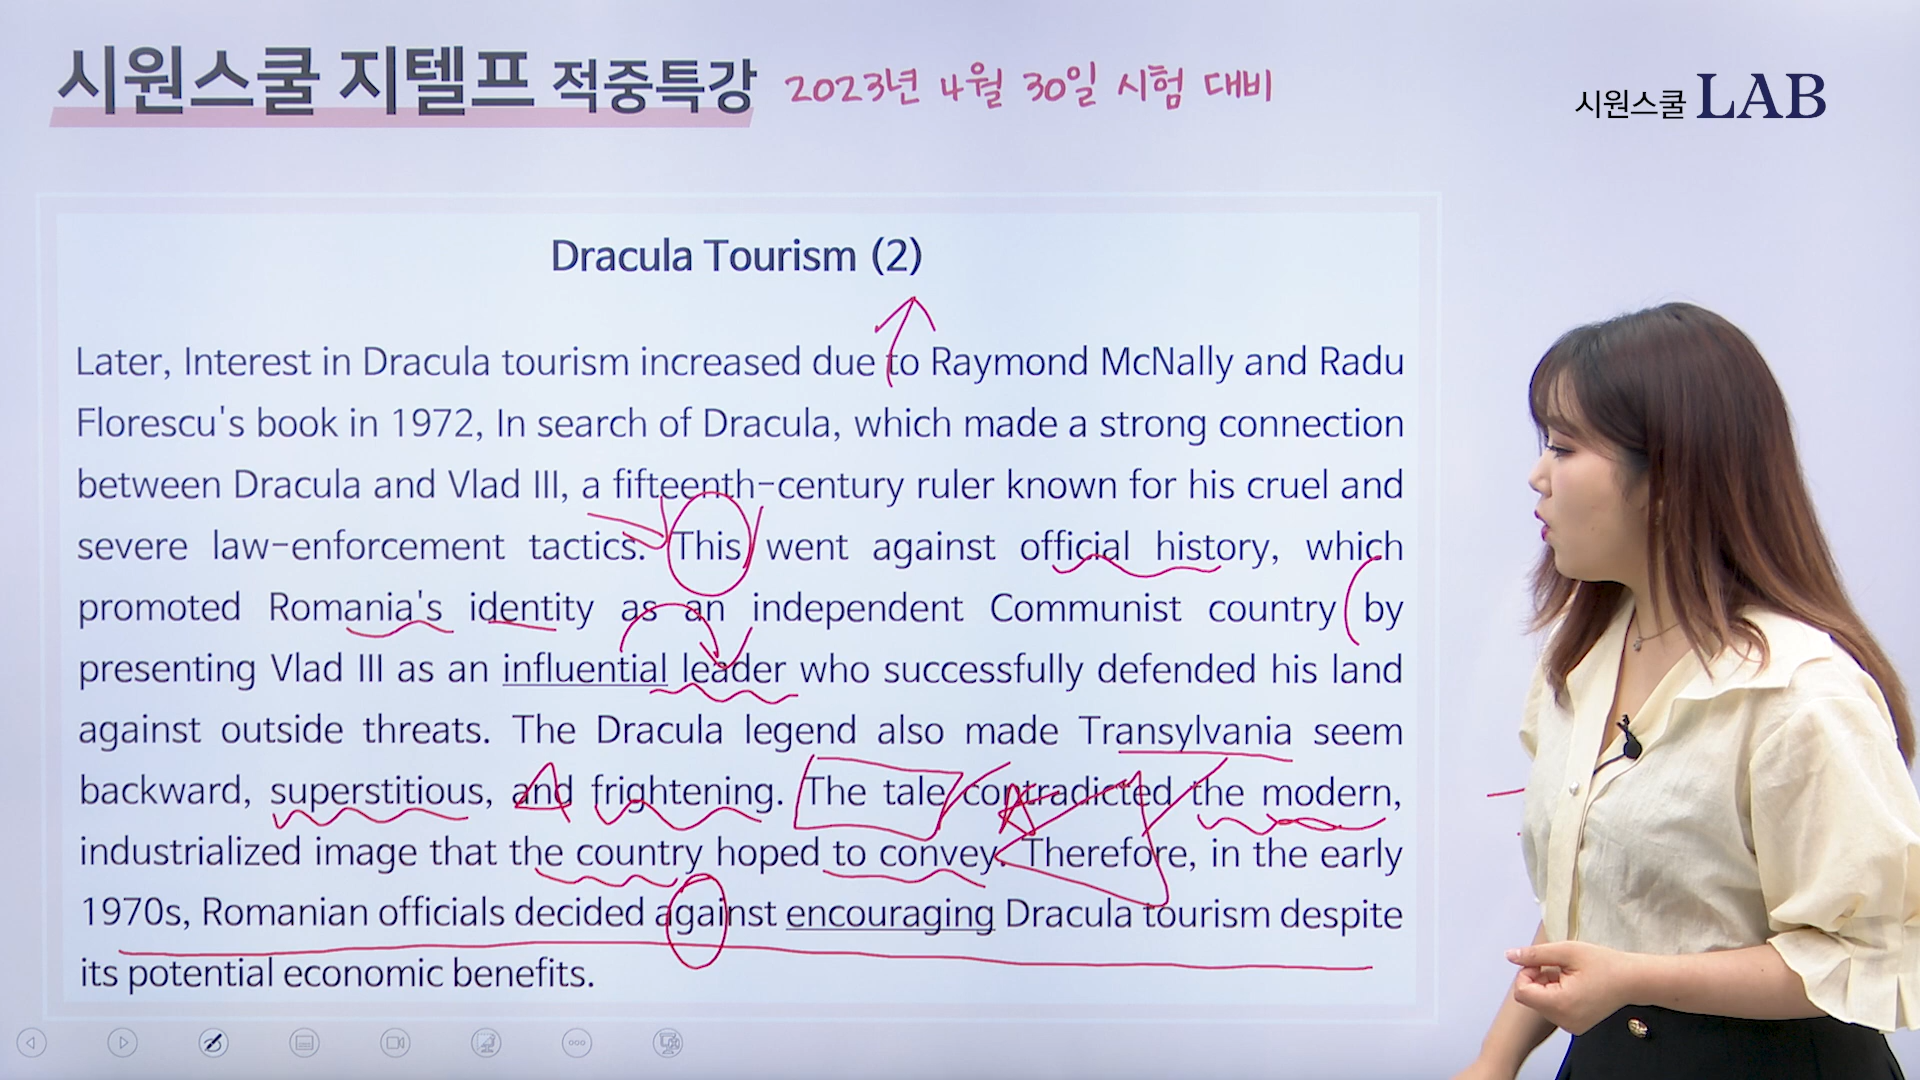 시원스쿨 지텔프 적중특강 2023년 4월 30일 시험 대비
시원스쿨 LAB
Dracula Tourism (2)
Later, Interest in Dracula tourism increased due to Raymond McNally and Radu
Florescu's book in 1972, In search of Dracula, which made a strong connection
between Dracula and Vlad III, a fifteenth-century ruler known for his cruel and
severe law-enforcement tactics. This went against official history, which
promoted Romania's identity as an independent Communist country by
presenting Vlad III as an influential leader who successfully defended his land
against outside threats. The Dracula legend also made Transylvania seem
backward, superstitious, and frightening. The tale contradicted the modern,
industrialized image that the country hoped to convey. Therefore, in the early
1970s, Romanian officials decided against encouraging Dracula tourism despite
its potential economic benefits.